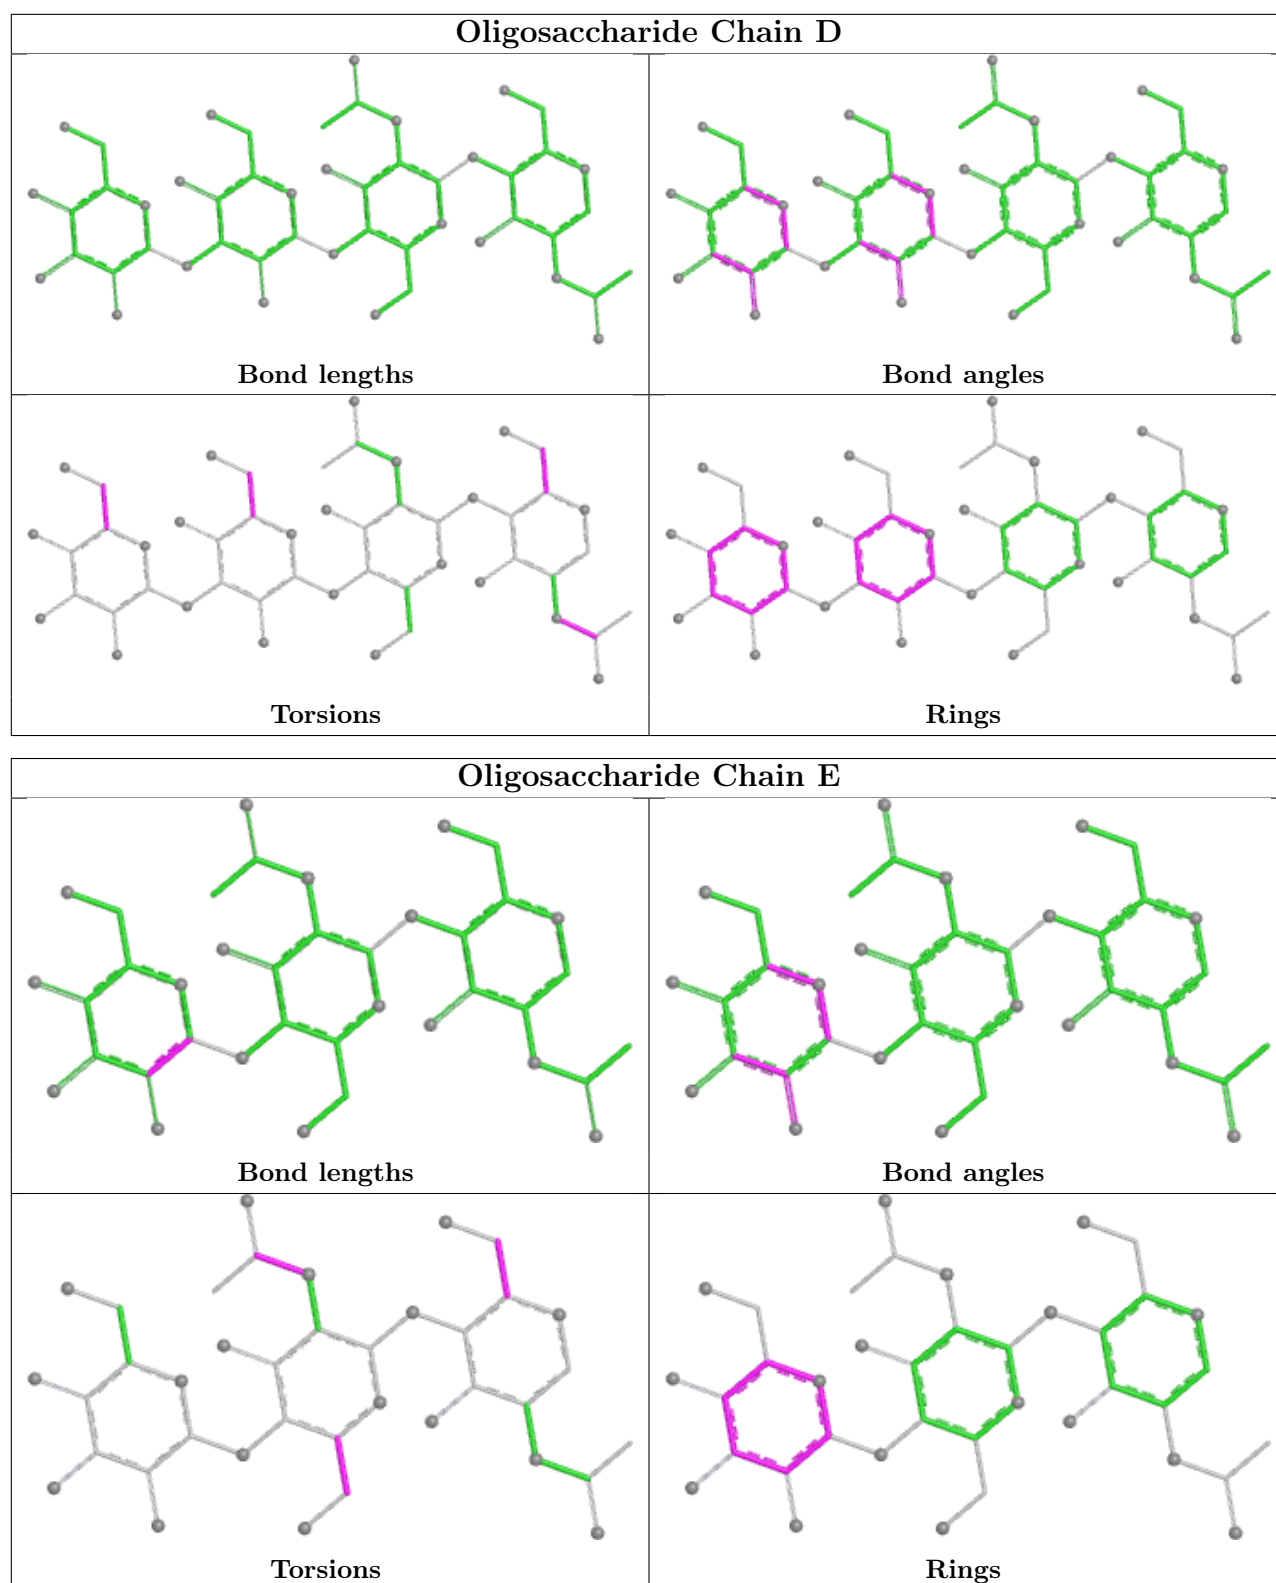 Oligosaccharide Chain D
Bond lengths
Bond angles
Torsions
Rings
Oligosaccharide Chain E
Bond lengths
Bond angles
Torsions
Rings